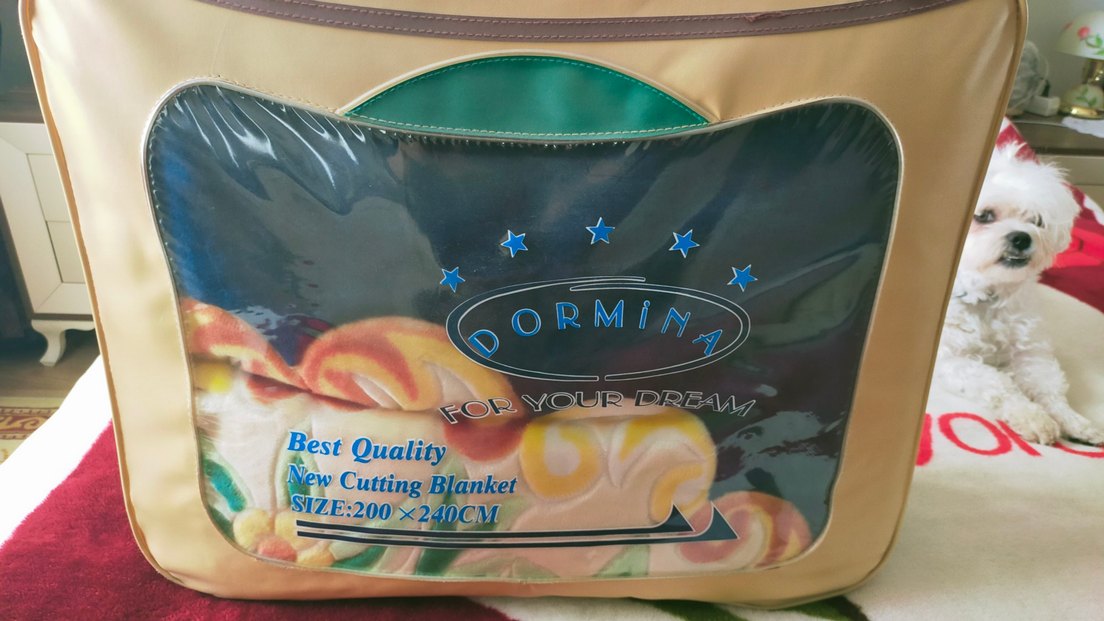 DORMiNA
FOR YOUR DREAM
Best Quality
New Cutting Blanket
SIZE:200 ×240CM